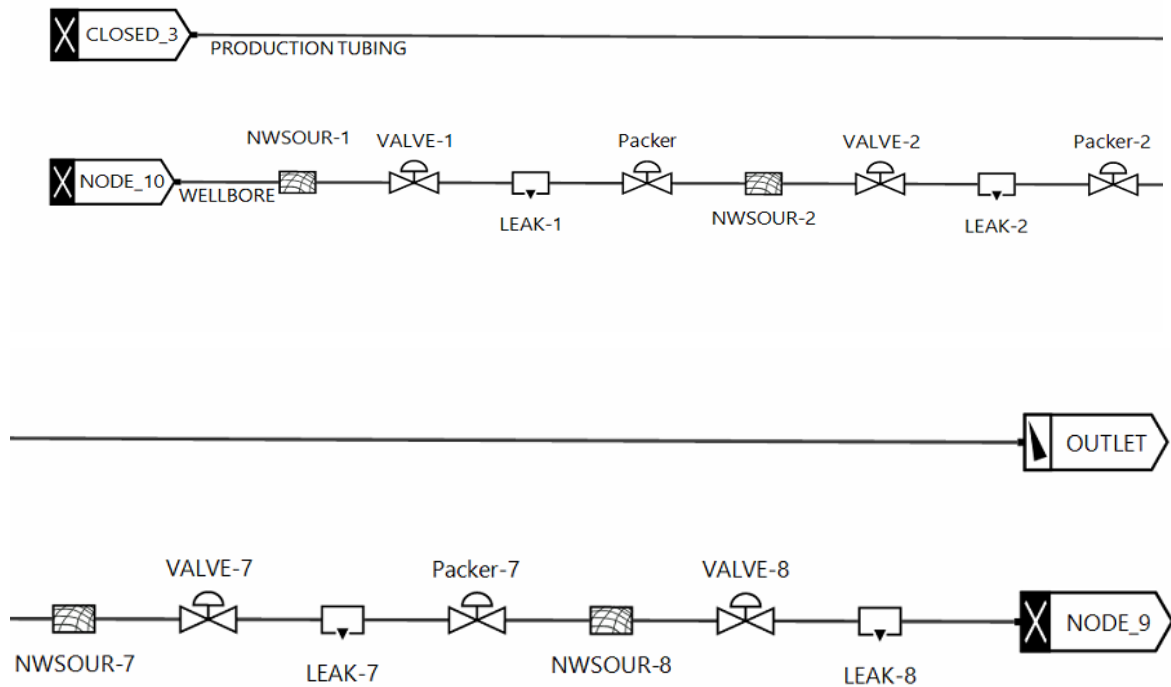 CLOSED_3
PRODUCTION TUBING
NWSOUR-1
VALVE-1
Packer
VALVE-2
Packer-2
NODE_10
WELLBORE
LEAK-1
NWSOUR-2
LEAK-2
OUTLET
VALVE-7
Packer-7
VALVE-8
NODE_9
NWSOUR-7
LEAK-7
NWSOUR-8
LEAK-8